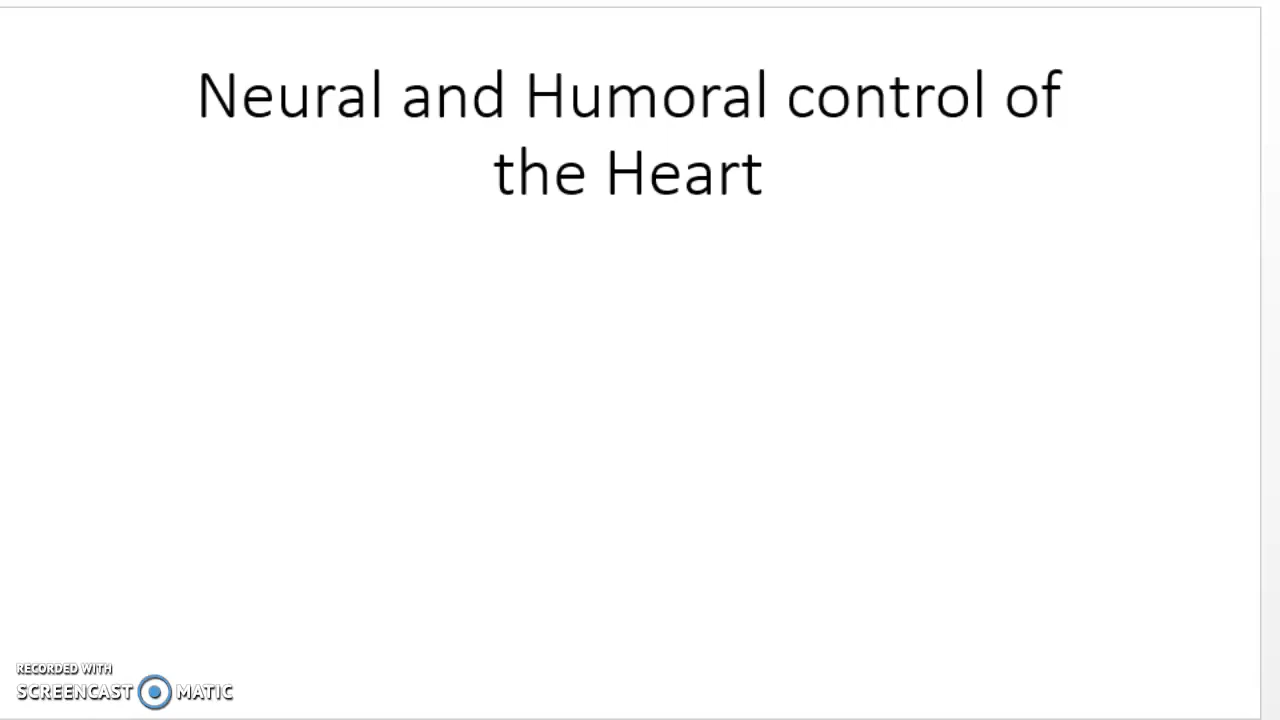 Neural and Humoral control of
the Heart
RECORDED WITH
SCREENCAST MATIC